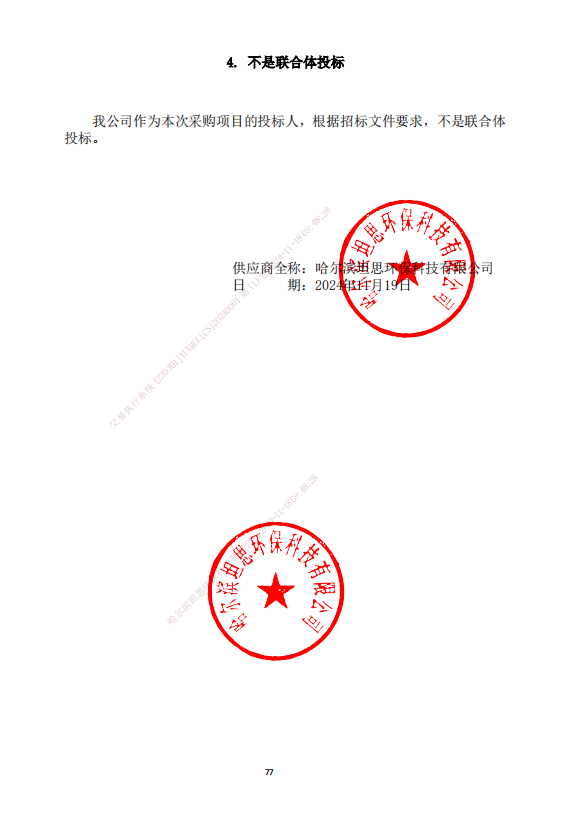 4. 不是联合体投标
我公司作为本次采购项目的投标人，根据招标文件要求，不是联合体
投标。
哈尔滨坦思环保科技有限公司
供应商全称：哈尔滨坦思环保科技有限公司
日 期：2024年11月19日
哈尔滨坦思环保科技有限公司
77